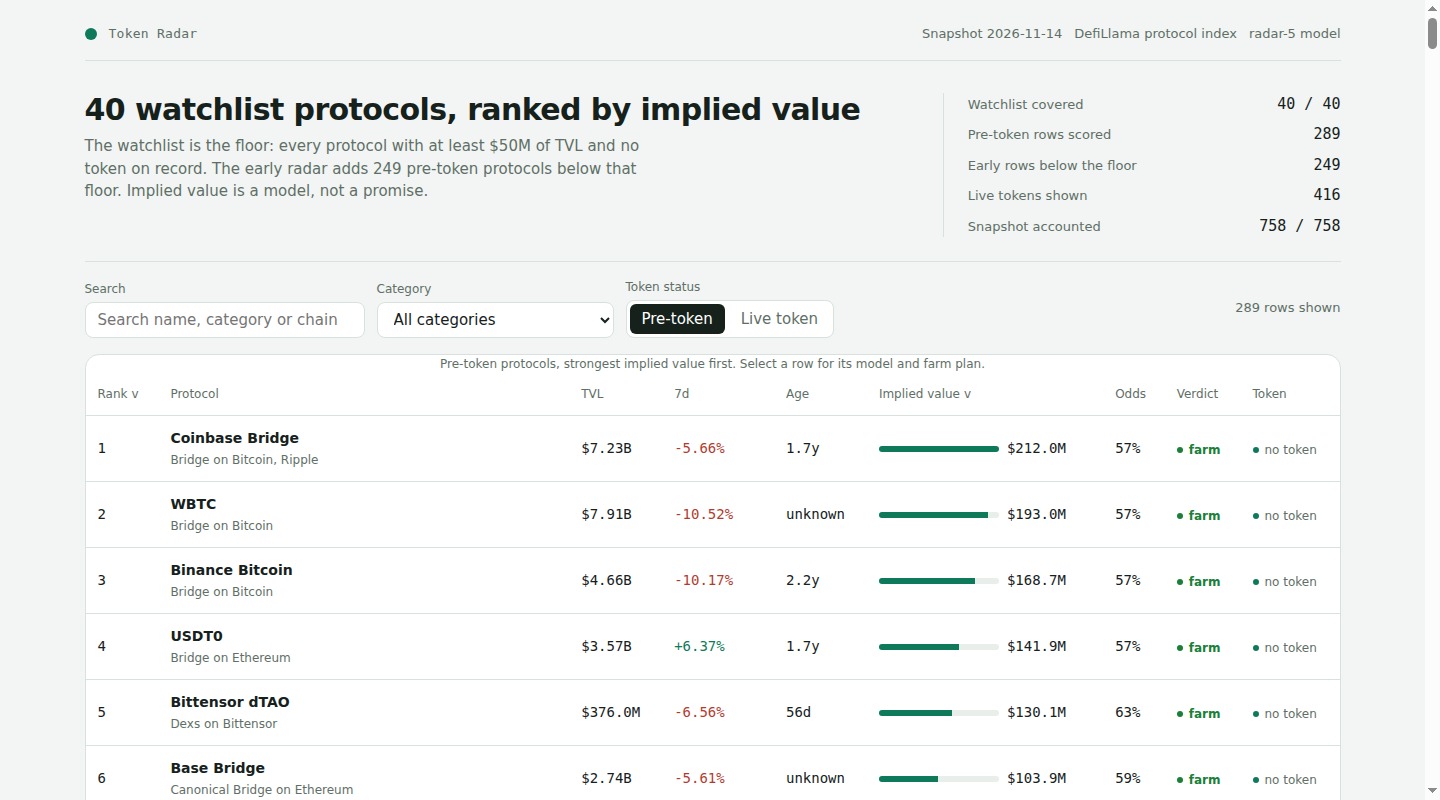 Token Radar
Snapshot 2026-11-14 DefiLlama protocol index radar-5 model
40 watchlist protocols, ranked by implied value
The watchlist is the floor: every protocol with at least $50M of TVL and no
token on record. The early radar adds 249 pre-token protocols below that
floor. Implied value is a model, not a promise.
Watchlist covered 40 / 40
Pre-token rows scored 289
Early rows below the floor 249
Live tokens shown 416
Snapshot accounted 758 / 758
Search
Category
Token status
Search name, category or chain
All categories
Pre-token
Live token
289 rows shown
Pre-token protocols, strongest implied value first. Select a row for its model and farm plan.
Rank v Protocol TVL 7d Age Implied value v Odds Verdict Token
1 Coinbase Bridge $7.23B -5.66% 1.7y $212.0M 57% farm no token
Bridge on Bitcoin, Ripple
2 WBTC $7.91B -10.52% unknown $193.0M 57% farm no token
Bridge on Bitcoin
3 Binance Bitcoin $4.66B -10.17% 2.2y $168.7M 57% farm no token
Bridge on Bitcoin
4 USDT0 $3.57B +6.37% 1.7y $141.9M 57% farm no token
Bridge on Ethereum
5 Bittensor dTAO $376.0M -6.56% 56d $130.1M 63% farm no token
Dexs on Bittensor
6 Base Bridge $2.74B -5.61% unknown $103.9M 59% farm no token
Canonical Bridge on Ethereum